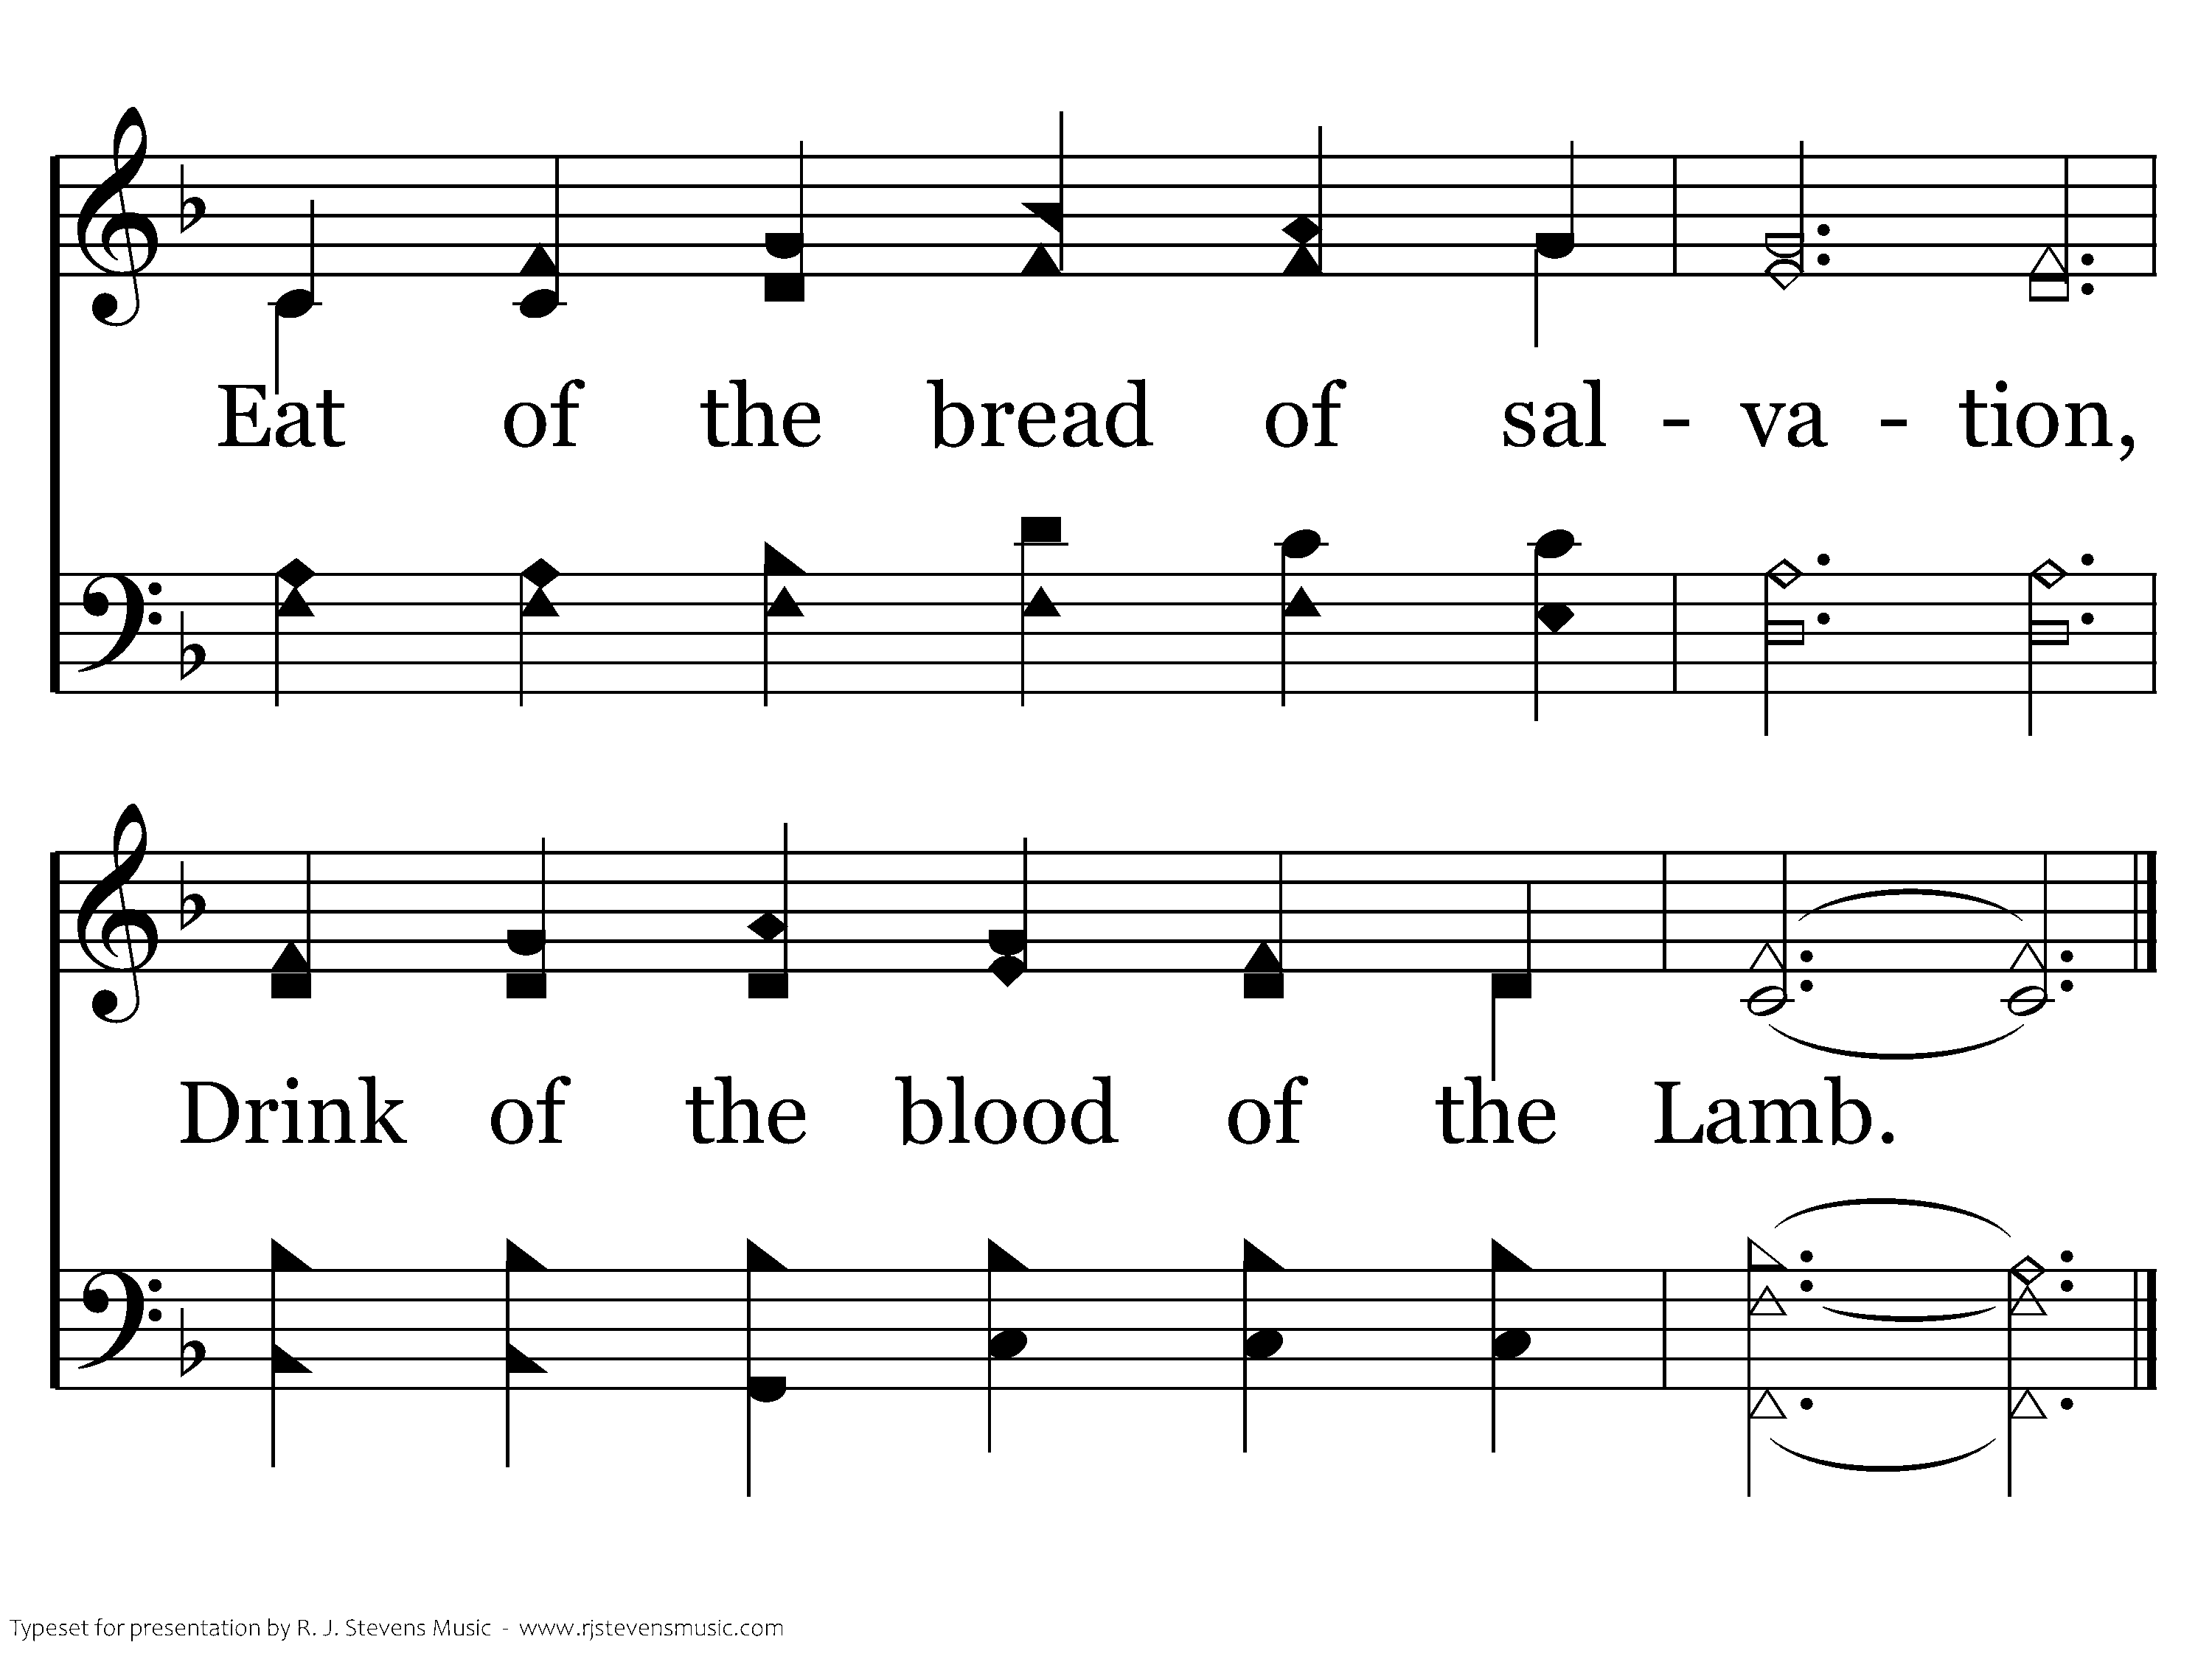 Eat of the bread of sal - va - tion,
Drink of the blood of the Lamb.
Typeset for presentation by R. J. Stevens Music - www.rjstevensmusic.com